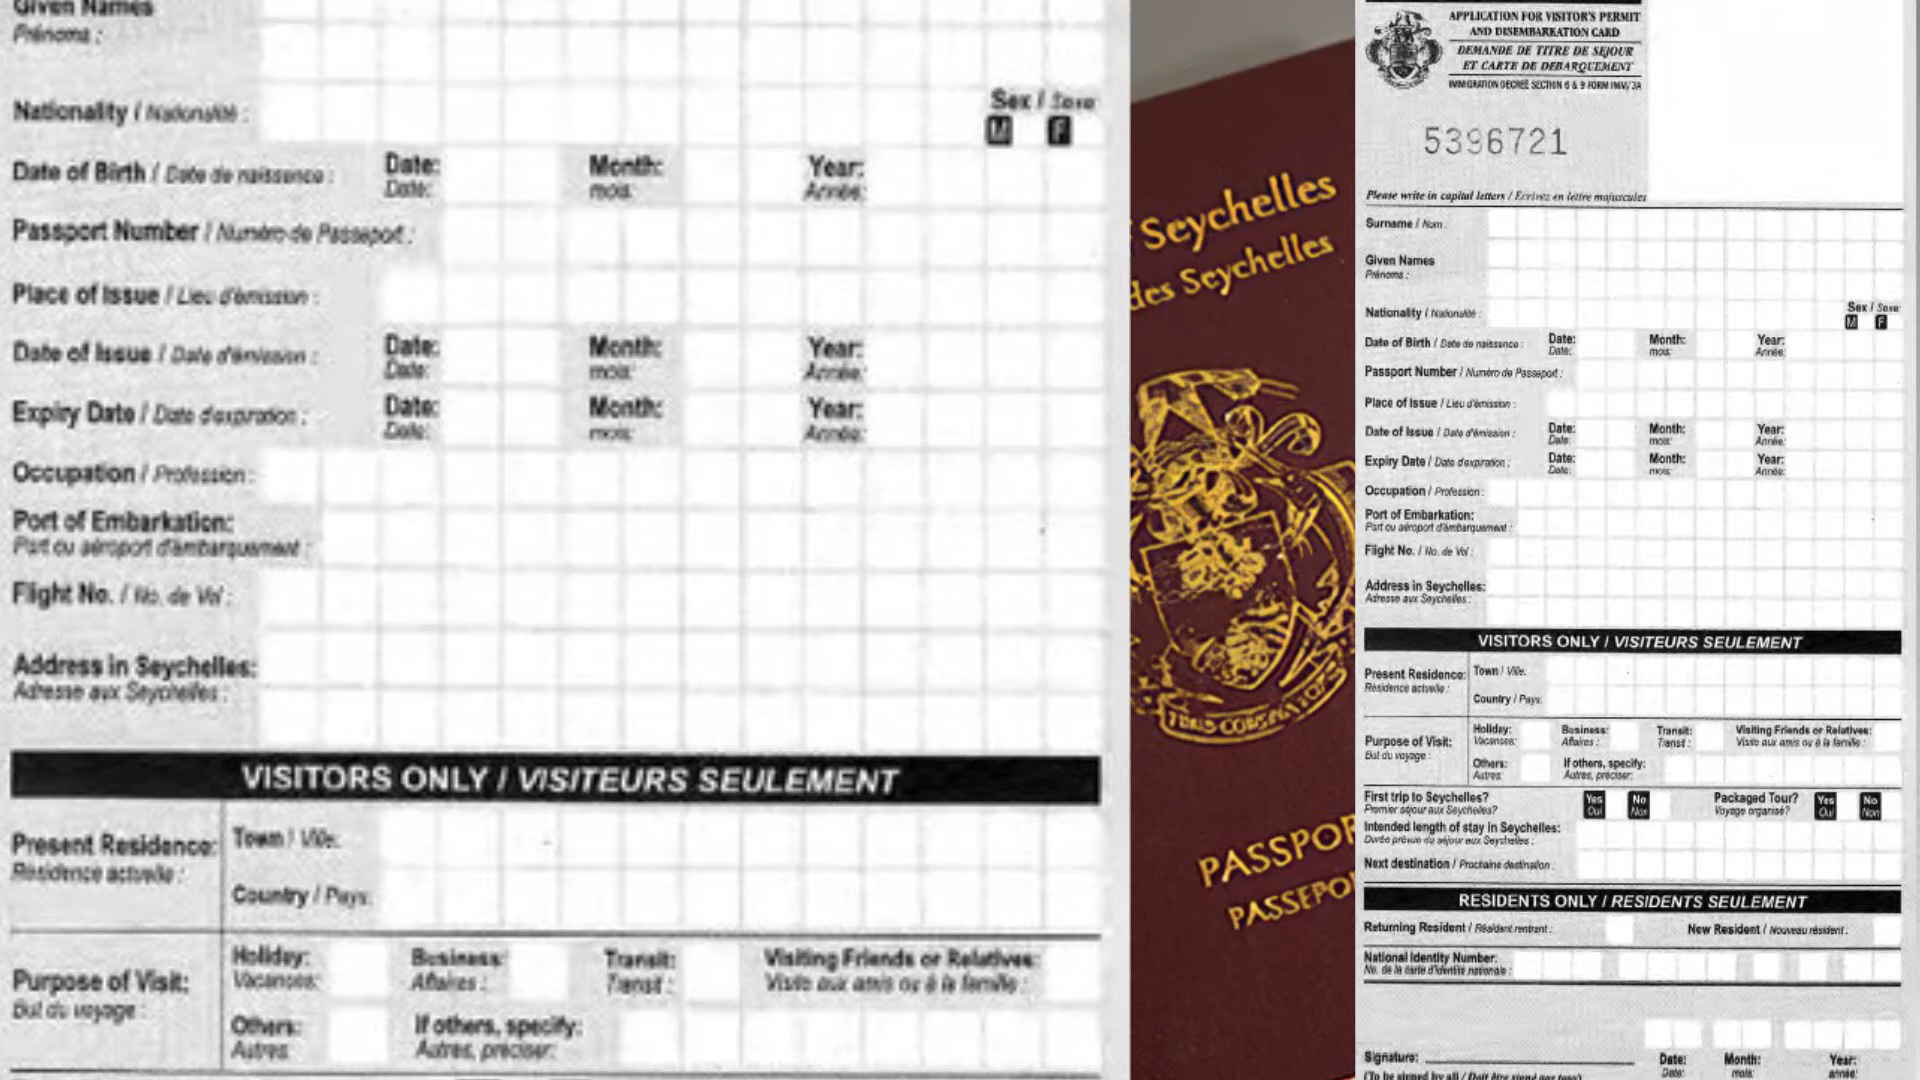 Given Names
Prénoms :
Nationality / Nationalité :
Sex / Sexe
M F
Date of Birth / Date de naissance :
Date: Month: Year:
Date: mois: Année:
Passport Number / Numéro de Passeport :
Place of Issue / Lieu d'émission :
Date of Issue / Date d'émission :
Date: Month: Year:
Date: mois: Année:
Expiry Date / Date d'expiration :
Date: Month: Year:
Date: mois: Année:
Occupation / Profession :
Port of Embarkation:
Port ou aéroport d'embarquement :
Flight No. / No. de Vol :
Address in Seychelles:
Adresse aux Seychelles :
VISITORS ONLY / VISITEURS SEULEMENT
Present Residence:
Résidence actuelle :
Town / Ville:
Country / Pays:
Purpose of Visit:
But du voyage :
Holiday: Business: Transit: Visiting Friends or Relatives:
Vacances: Affaires : Transit : Visite aux amis ou à la famille :
Others: If others, specify:
Autres: Autres, préciser:
Seychelles
des Seychelles
PASSPO
PASSEPO
APPLICATION FOR VISITOR'S PERMIT
AND DISEMBARKATION CARD
DEMANDE DE TITRE DE SEJOUR
ET CARTE DE DEBARQUEMENT
IMMIGRATION DECREE SECTION 6 & 9 FORM IMM/3A
5396721
Please write in capital letters / Ecrivez en lettre majuscules
Surname / Nom :
Given Names
Prénoms :
Nationality / Nationalité :
Sex / Sexe
M F
Date of Birth / Date de naissance :
Date: Month: Year:
Date: mois: Année:
Passport Number / Numéro de Passeport :
Place of Issue / Lieu d'émission :
Date of Issue / Date d'émission :
Date: Month: Year:
Date: mois: Année:
Expiry Date / Date d'expiration :
Date: Month: Year:
Date: mois: Année:
Occupation / Profession :
Port of Embarkation:
Port ou aéroport d'embarquement :
Flight No. / No. de Vol :
Address in Seychelles:
Adresse aux Seychelles :
VISITORS ONLY / VISITEURS SEULEMENT
Present Residence:
Résidence actuelle :
Town / Ville:
Country / Pays:
Purpose of Visit:
But du voyage :
Holiday: Business: Transit: Visiting Friends or Relatives:
Vacances: Affaires : Transit : Visite aux amis ou à la famille :
Others: If others, specify:
Autres: Autres, préciser:
First trip to Seychelles? Yes No Packaged Tour? Yes No
Premier séjour aux Seychelles? Oui Non Voyage organisé? Oui Non
Intended length of stay in Seychelles:
Durée prévue du séjour aux Seychelles :
Next destination / Prochaine destination :
RESIDENTS ONLY / RESIDENTS SEULEMENT
Returning Resident / Résident rentrant : New Resident / Nouveau résident :
National Identity Number:
No. de la carte d'identité nationale :
Signature: Date: Month: Year:
(To be signed by all / Doit être signé par tous) Date: mois: année: